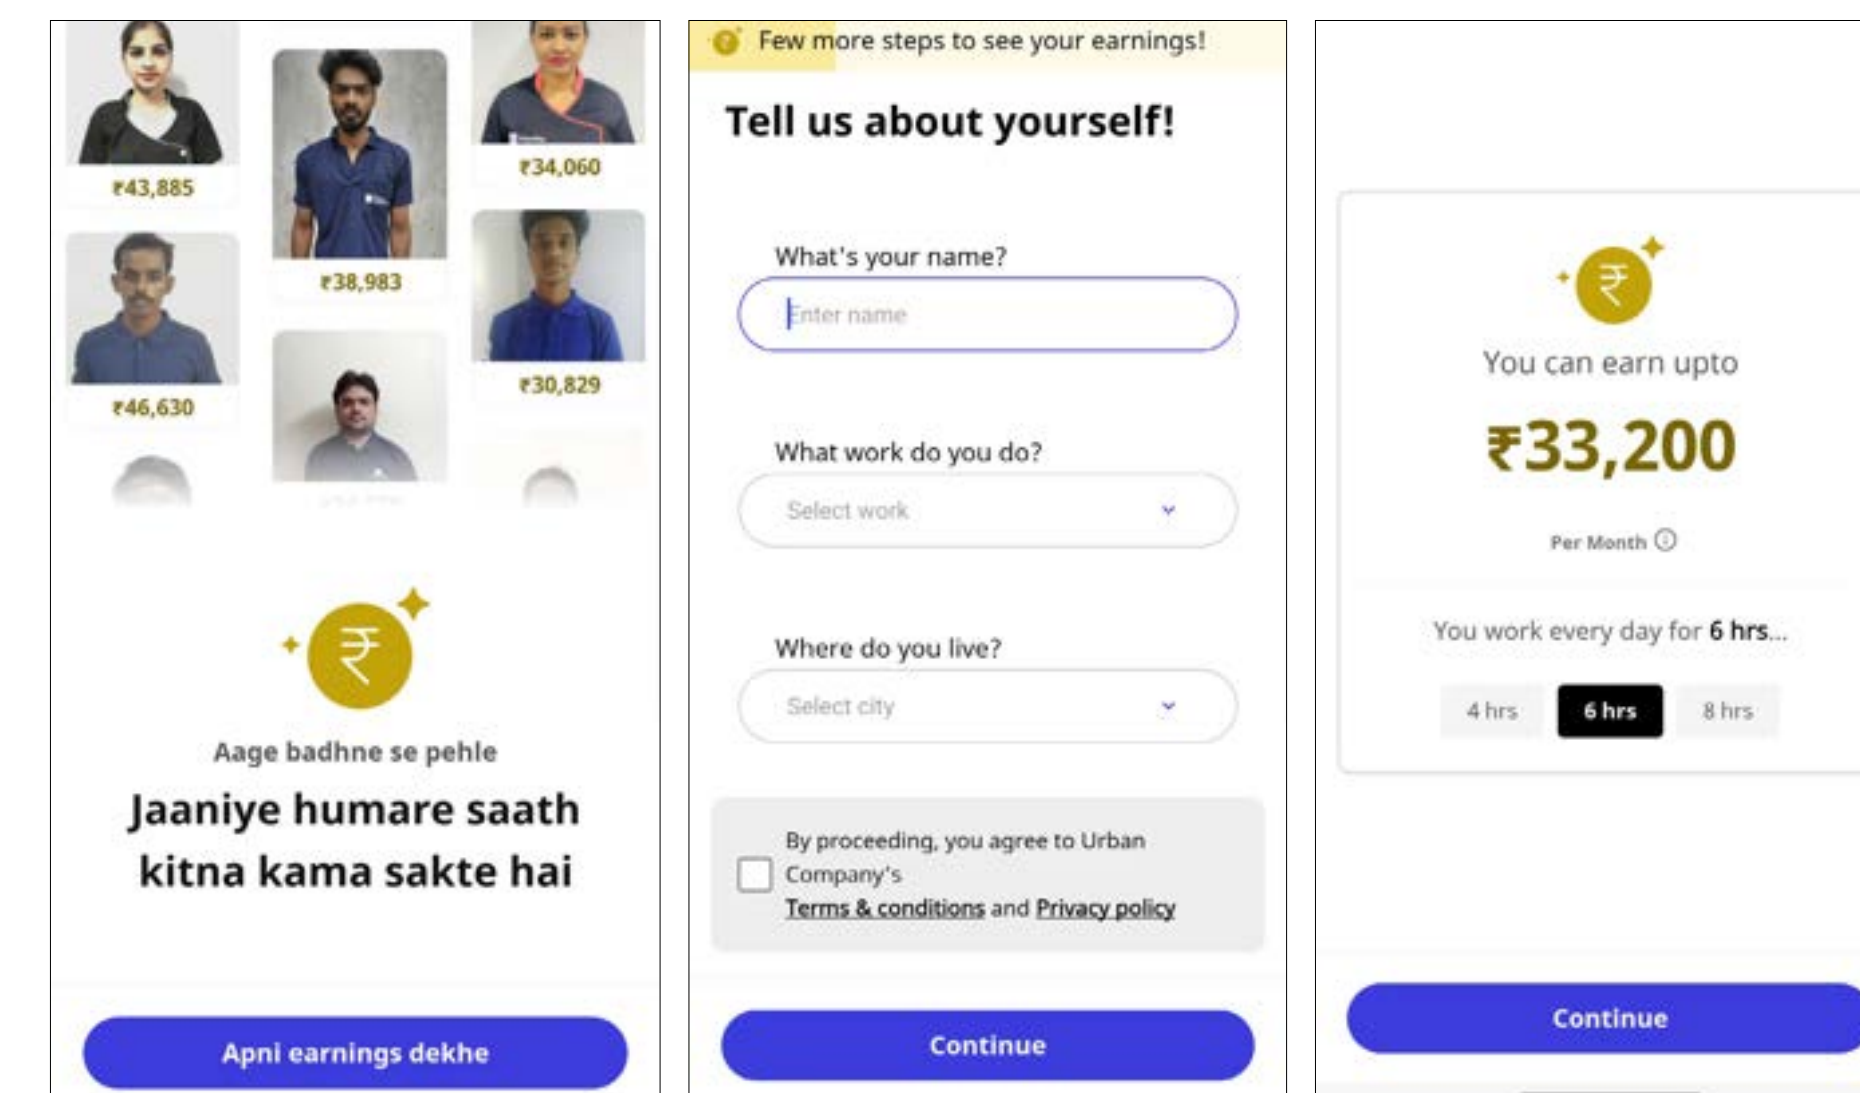 ₹43,885
₹38,983
₹34,060
₹46,630
₹30,829
Aage badhne se pehle
Jaaniye humare saath
kitna kama sakte hai
Apni earnings dekhe
Few more steps to see your earnings!
Tell us about yourself!
What's your name?
Enter name
What work do you do?
Select work
Where do you live?
Select city
By proceeding, you agree to Urban
Company's
Terms & conditions and Privacy policy
Continue
You can earn upto
₹33,200
Per Month
You work every day for 6 hrs...
4 hrs
6 hrs
8 hrs
Continue